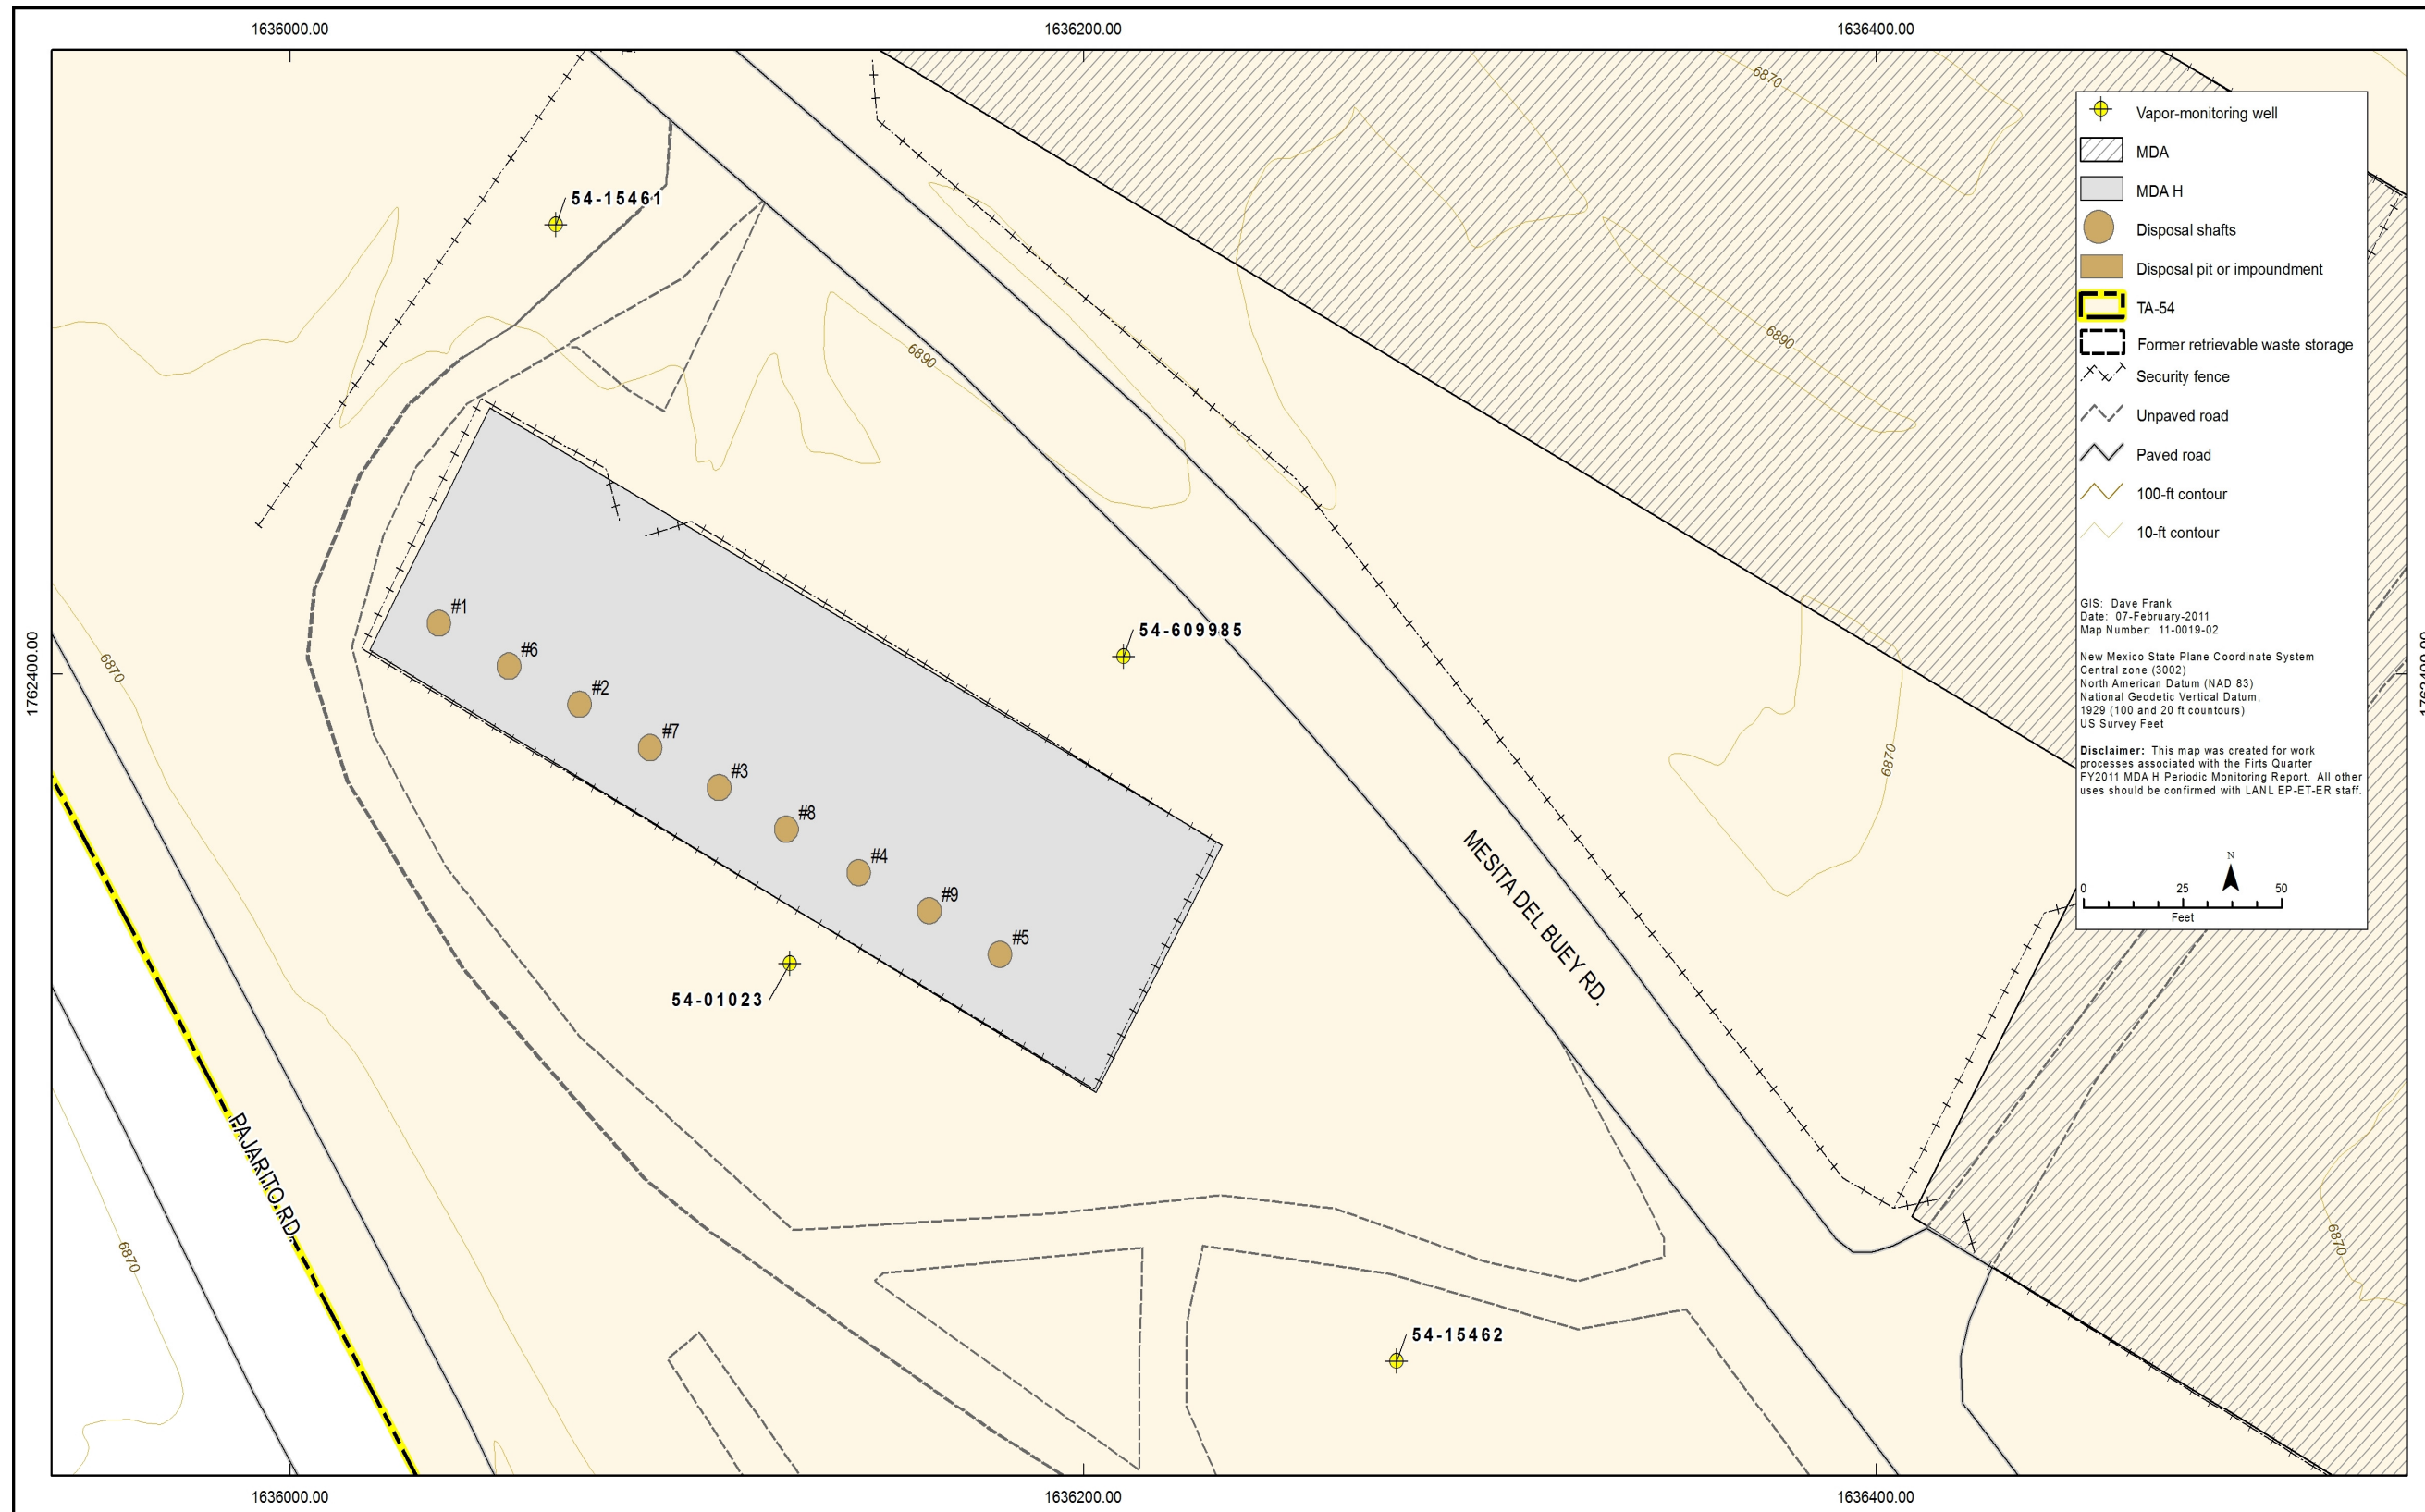 1636000.00
1636200.00
1636400.00
6870
54-15461
6890
6890
54-609985
#1
#6
#2
#7
#3
#8
#4
#9
#5
1762400.00
1762400.00
6870
6870
54-01023
MESITA DEL BUEY RD.
PAJARITO RD.
6870
6870
54-15462
Vapor-monitoring well
MDA
MDA H
Disposal shafts
Disposal pit or impoundment
TA-54
Former retrievable waste storage
Security fence
Unpaved road
Paved road
100-ft contour
10-ft contour
GIS: Dave Frank
Date: 07-February-2011
Map Number: 11-0019-02
New Mexico State Plane Coordinate System
Central zone (3002)
North American Datum (NAD 83)
National Geodetic Vertical Datum,
1929 (100 and 20 ft countours)
US Survey Feet
Disclaimer: This map was created for work
processes associated with the Firts Quarter
FY2011 MDA H Periodic Monitoring Report. All other
uses should be confirmed with LANL EP-ET-ER staff.
N
0 25 50
Feet
1636000.00
1636200.00
1636400.00